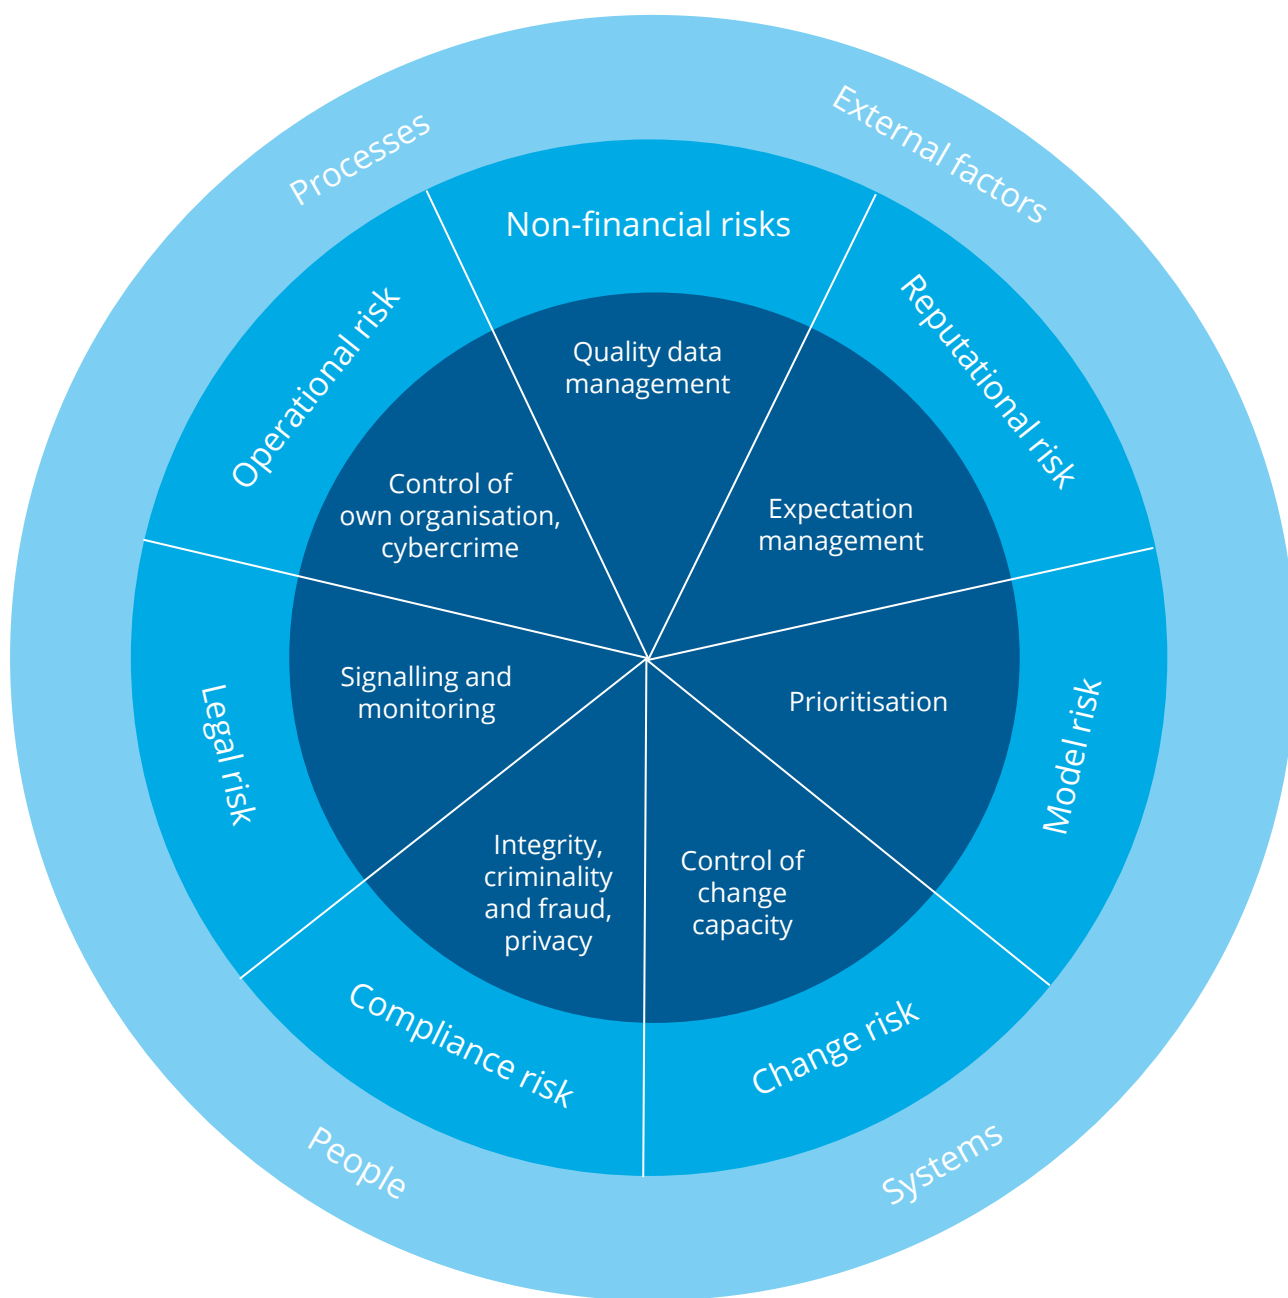 Processes
External factors
Non-financial risks
Operational risk
Reputational risk
Quality data
management
Control of
own organisation,
cybercrime
Expectation
management
Signalling and
monitoring
Prioritisation
Legal risk
Model risk
Integrity,
criminality
and fraud,
privacy
Control of
change
capacity
Compliance risk
Change risk
People
Systems